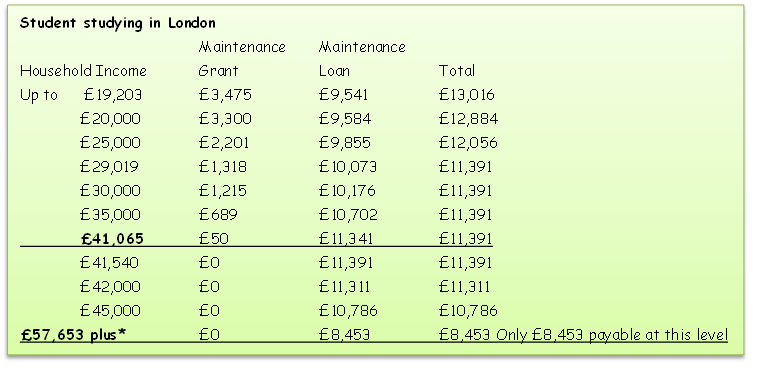 Student studying in London
Maintenance Maintenance
Household Income Grant Loan Total
Up to £19,203 £3,475 £9,541 £13,016
£20,000 £3,300 £9,584 £12,884
£25,000 £2,201 £9,855 £12,056
£29,019 £1,318 £10,073 £11,391
£30,000 £1,215 £10,176 £11,391
£35,000 £689 £10,702 £11,391
£41,065 £50 £11,341 £11,391
£41,540 £0 £11,391 £11,391
£42,000 £0 £11,311 £11,311
£45,000 £0 £10,786 £10,786
£57,653 plus* £0 £8,453 £8,453 Only £8,453 payable at this level